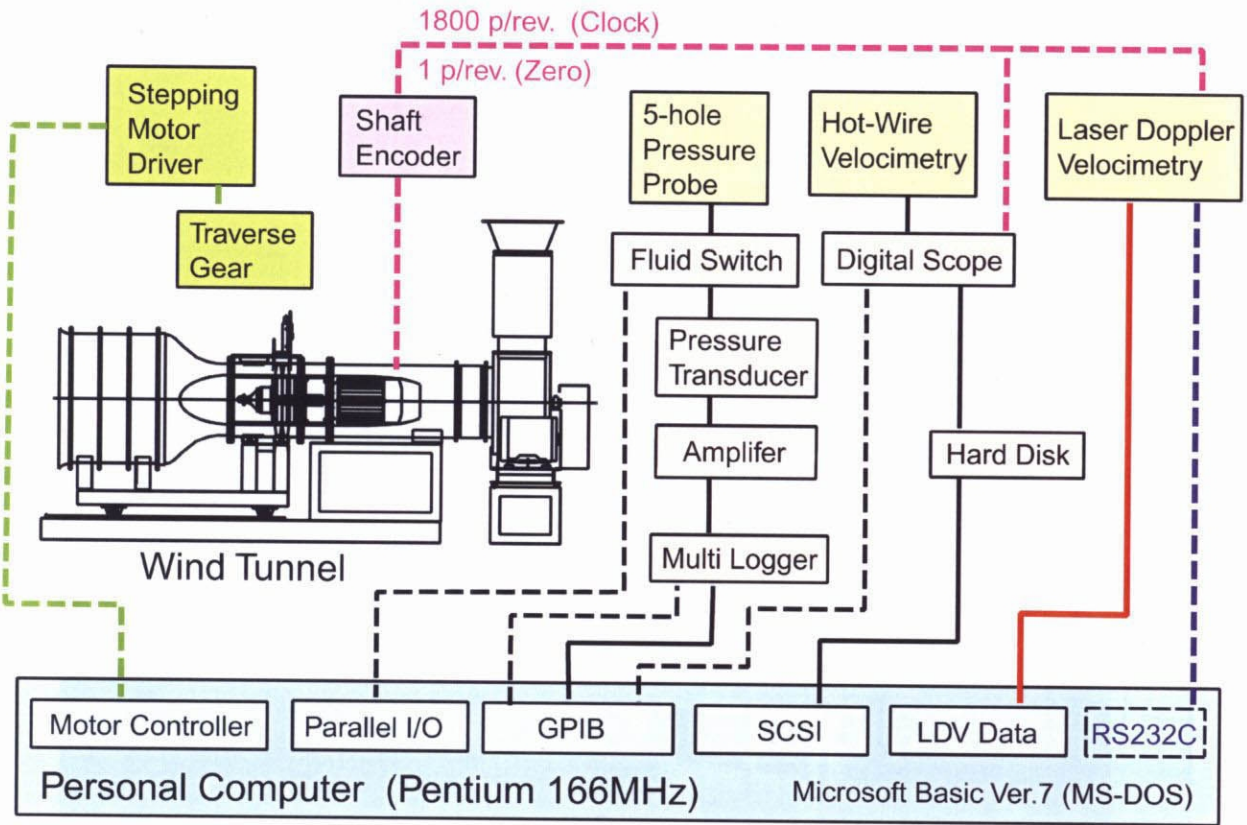 1800 p/rev. (Clock)
1 p/rev. (Zero)
Stepping
Motor
Driver
Shaft
Encoder
5-hole
Pressure
Probe
Hot-Wire
Velocimetry
Laser Doppler
Velocimetry
Traverse
Gear
Fluid Switch
Digital Scope
Pressure
Transducer
Amplifer
Hard Disk
Multi Logger
Wind Tunnel
Motor Controller
Parallel I/O
GPIB
SCSI
LDV Data
RS232C
Personal Computer (Pentium 166MHz)
Microsoft Basic Ver.7 (MS-DOS)